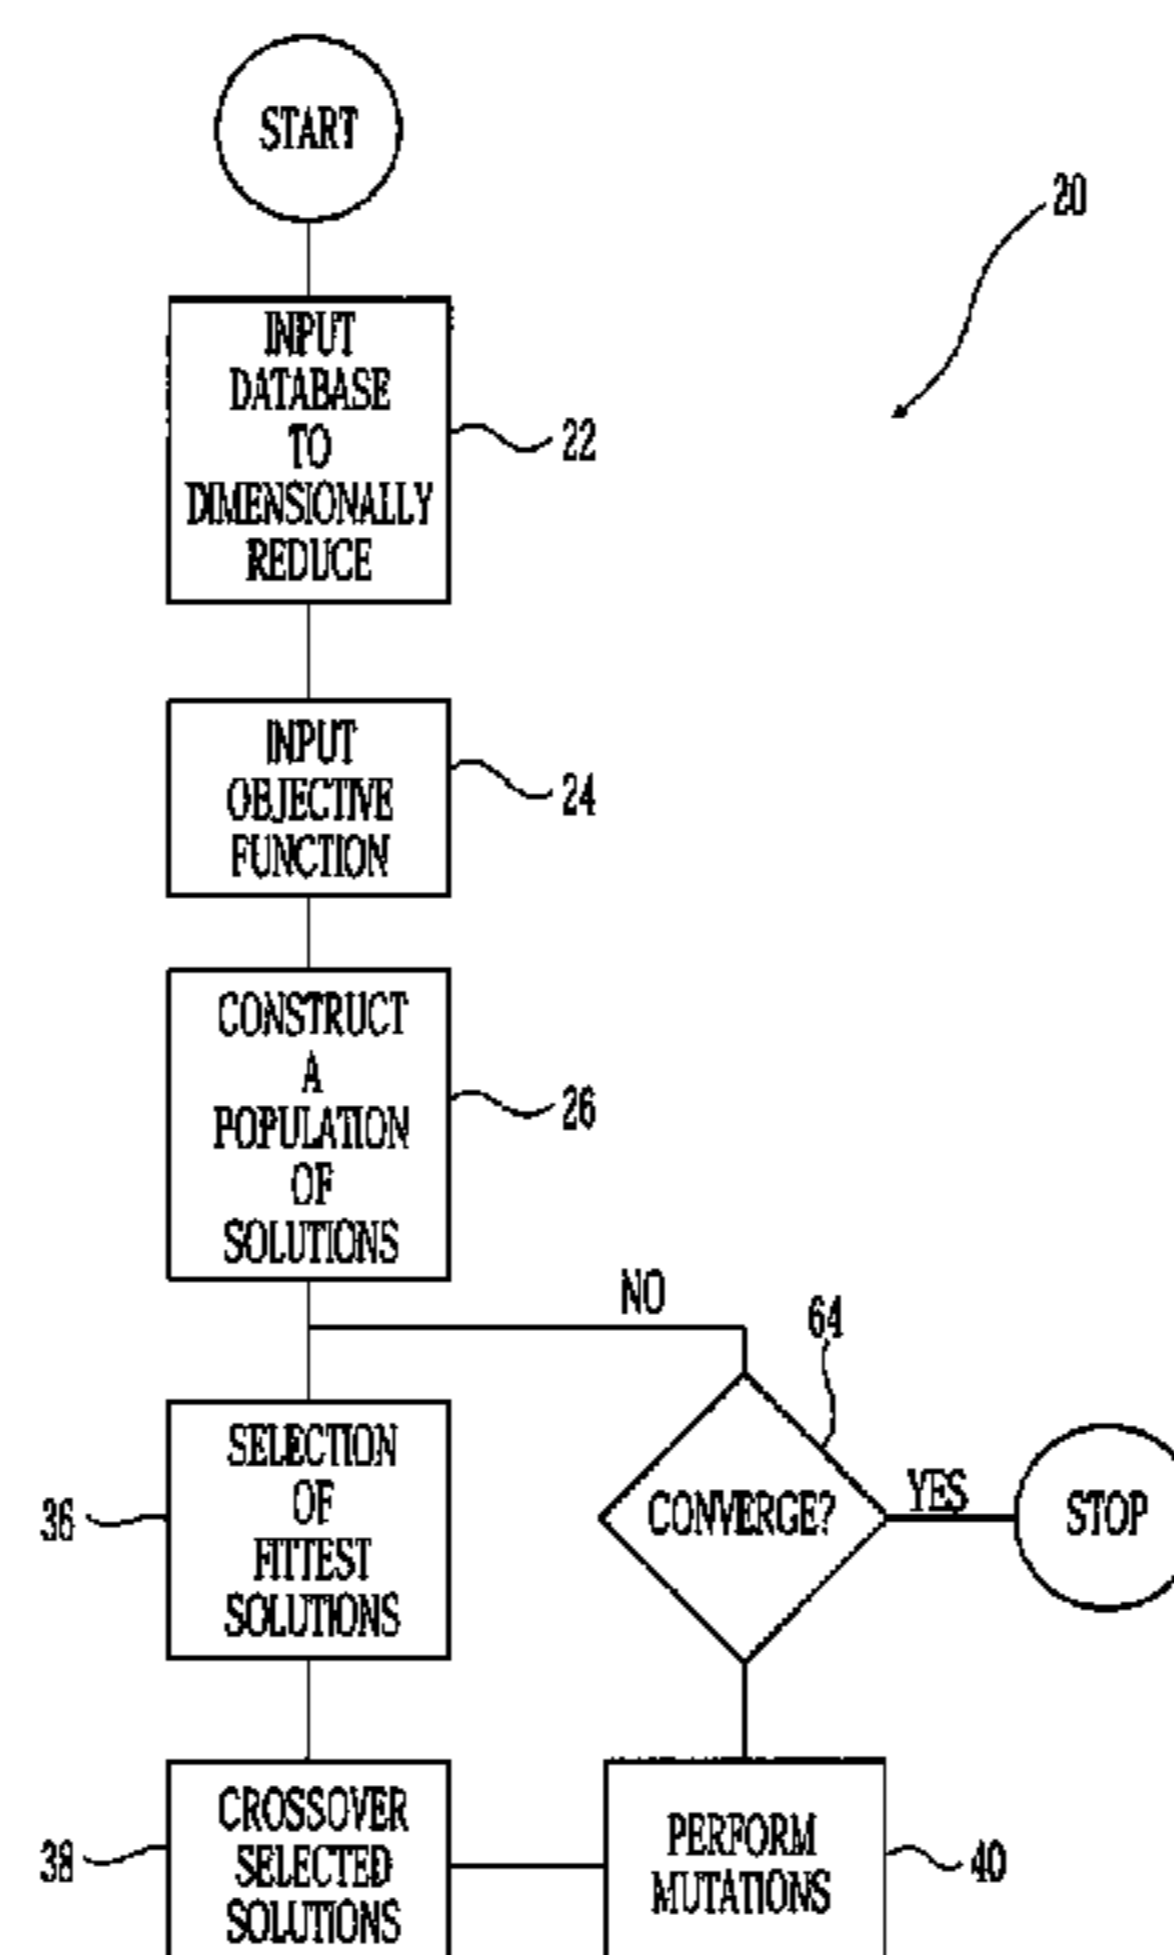 START
20
INPUT
DATABASE
TO
DIMENSIONALLY
REDUCE
22
INPUT
OBJECTIVE
FUNCTION
24
CONSTRUCT
A
POPULATION
OF
SOLUTIONS
26
NO
64
SELECTION
OF
FITTEST
SOLUTIONS
36
CONVERGE?
YES
STOP
CROSSOVER
SELECTED
SOLUTIONS
38
PERFORM
MUTATIONS
40